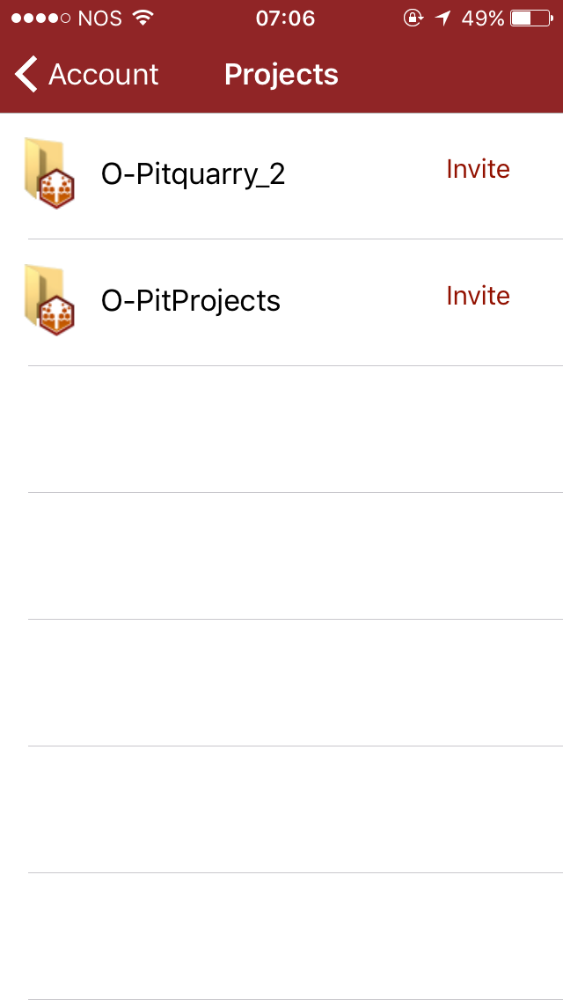 NOS 07:06 49%
Account Projects
O-Pitquarry_2 Invite
O-PitProjects Invite